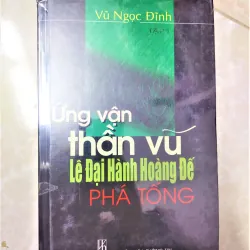 Vũ Ngọc Đĩnh
Ứng vận
thần vũ
Lê Đại Hành Hoàng Đế
PHÁ TỐNG